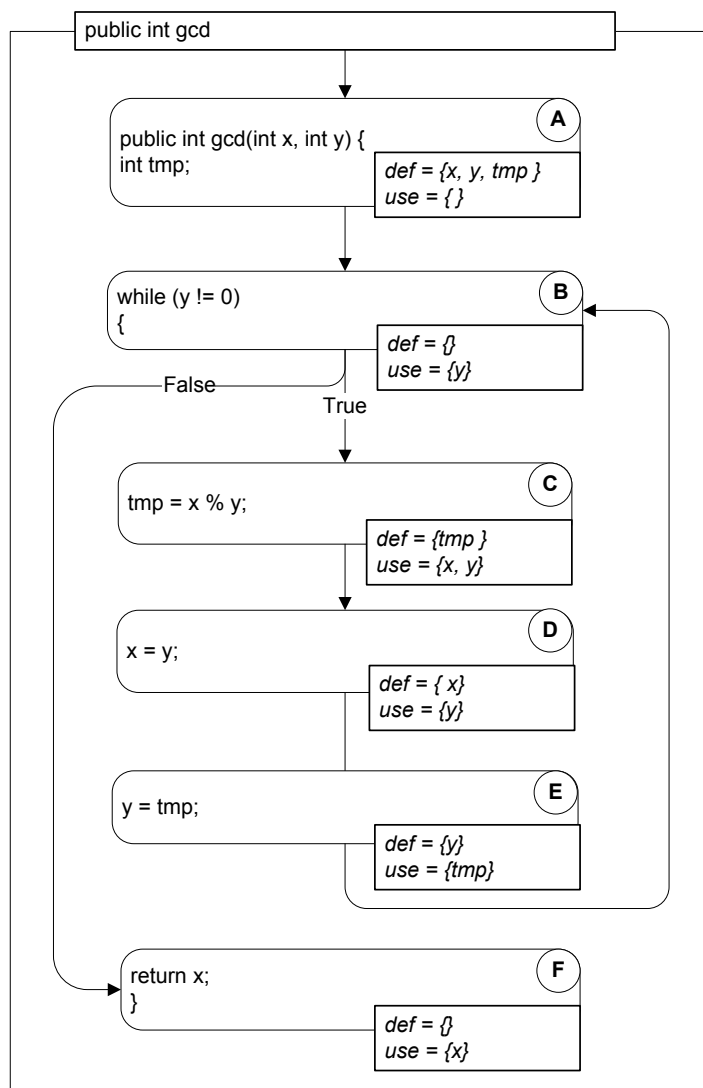 public int gcd
A
public int gcd(int x, int y) {
int tmp;
def = {x, y, tmp }
use = { }
B
while (y != 0)
{
def = {}
use = {y}
False
True
C
tmp = x % y;
def = {tmp }
use = {x, y}
D
x = y;
def = { x}
use = {y}
E
y = tmp;
def = {y}
use = {tmp}
F
return x;
}
def = {}
use = {x}